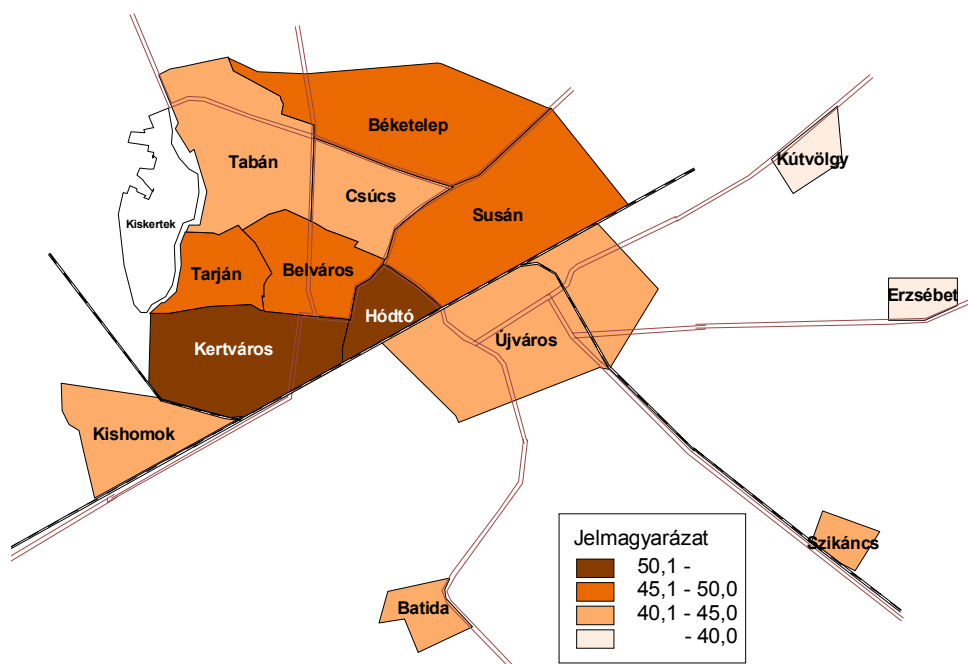 Béketelep
Tabán
Kútvölgy
Csúcs
Kiskertek
Susán
Tarján
Belváros
Erzsébet
Hódtó
Újváros
Kertváros
Kishomok
Szikáncs
Batida
Jelmagyarázat
50,1 -
45,1 - 50,0
40,1 - 45,0
- 40,0